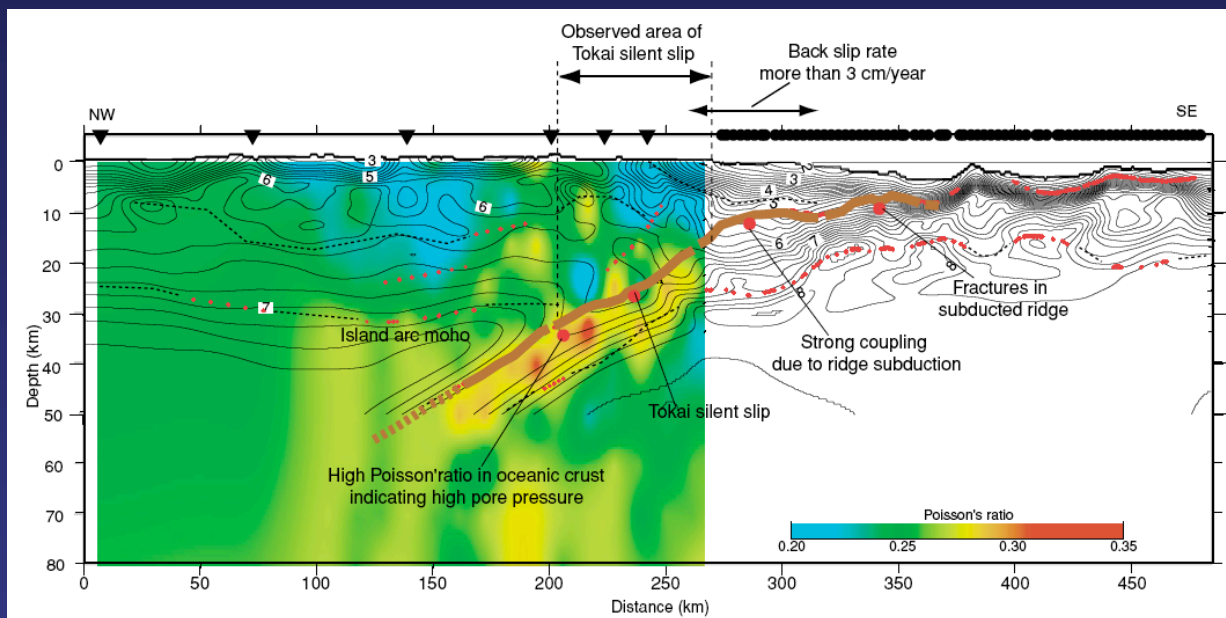 Observed area of
Tokai silent slip
Back slip rate
more than 3 cm/year
NW
SE
0
10
20
30
40
50
60
70
80
Depth (km)
3
5
6
6
7
3
4
5
6
7
8
8
Island arc moho
Fractures in
subducted ridge
Strong coupling
due to ridge subduction
Tokai silent slip
High Poisson'ratio in oceanic crust
indicating high pore pressure
Poisson's ratio
0.20 0.25 0.30 0.35
0 50 100 150 200 250 300 350 400 450
Distance (km)